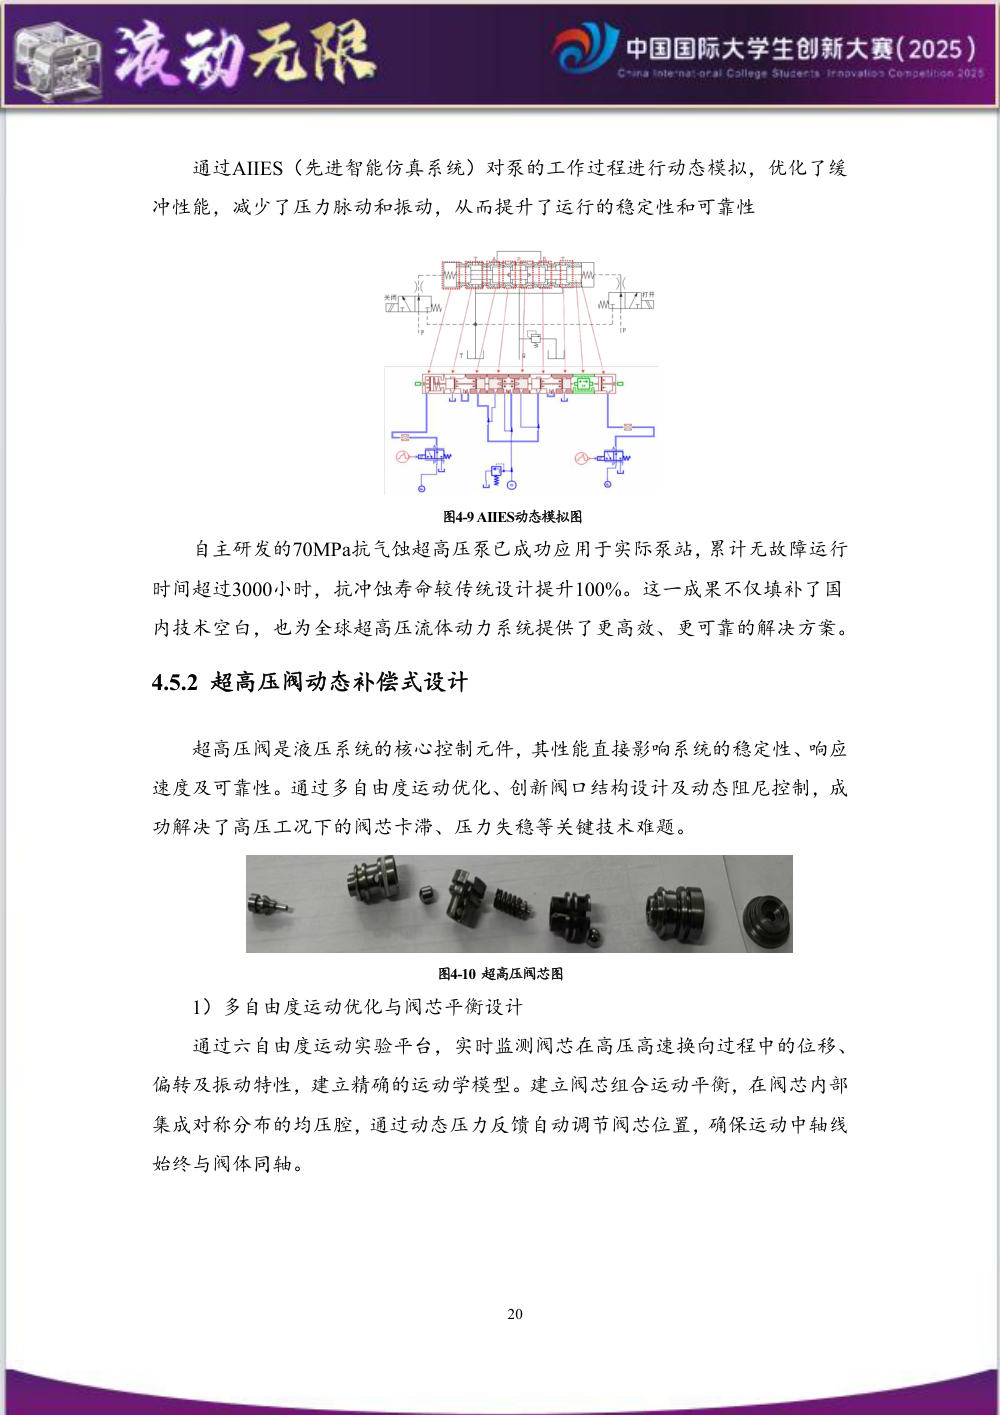 液动无限
中国国际大学生创新大赛(2025)
China International College Students Innovation Competition 2025
通过AIIES（先进智能仿真系统）对泵的工作过程进行动态模拟，优化了缓
冲性能，减少了压力脉动和振动，从而提升了运行的稳定性和可靠性
关闭
打开
P
P
T
图4-9 AIIES动态模拟图
自主研发的70MPa抗气蚀超高压泵已成功应用于实际泵站，累计无故障运行
时间超过3000小时，抗冲蚀寿命较传统设计提升100%。这一成果不仅填补了国
内技术空白，也为全球超高压流体动力系统提供了更高效、更可靠的解决方案。
4.5.2 超高压阀动态补偿式设计
超高压阀是液压系统的核心控制元件，其性能直接影响系统的稳定性、响应
速度及可靠性。通过多自由度运动优化、创新阀口结构设计及动态阻尼控制，成
功解决了高压工况下的阀芯卡滞、压力失稳等关键技术难题。
图4-10 超高压阀芯图
1）多自由度运动优化与阀芯平衡设计
通过六自由度运动实验平台，实时监测阀芯在高压高速换向过程中的位移、
偏转及振动特性，建立精确的运动学模型。建立阀芯组合运动平衡，在阀芯内部
集成对称分布的均压腔，通过动态压力反馈自动调节阀芯位置，确保运动中轴线
始终与阀体同轴。
20